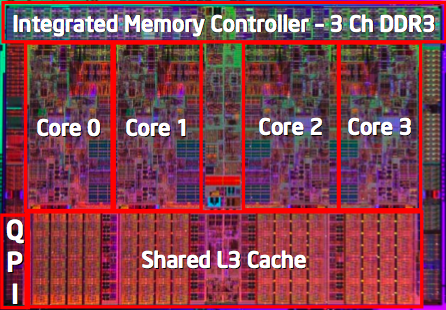 Integrated Memory Controller – 3 Ch DDR3
Core 0
Core 1
Core 2
Core 3
Q
P
I
Shared L3 Cache